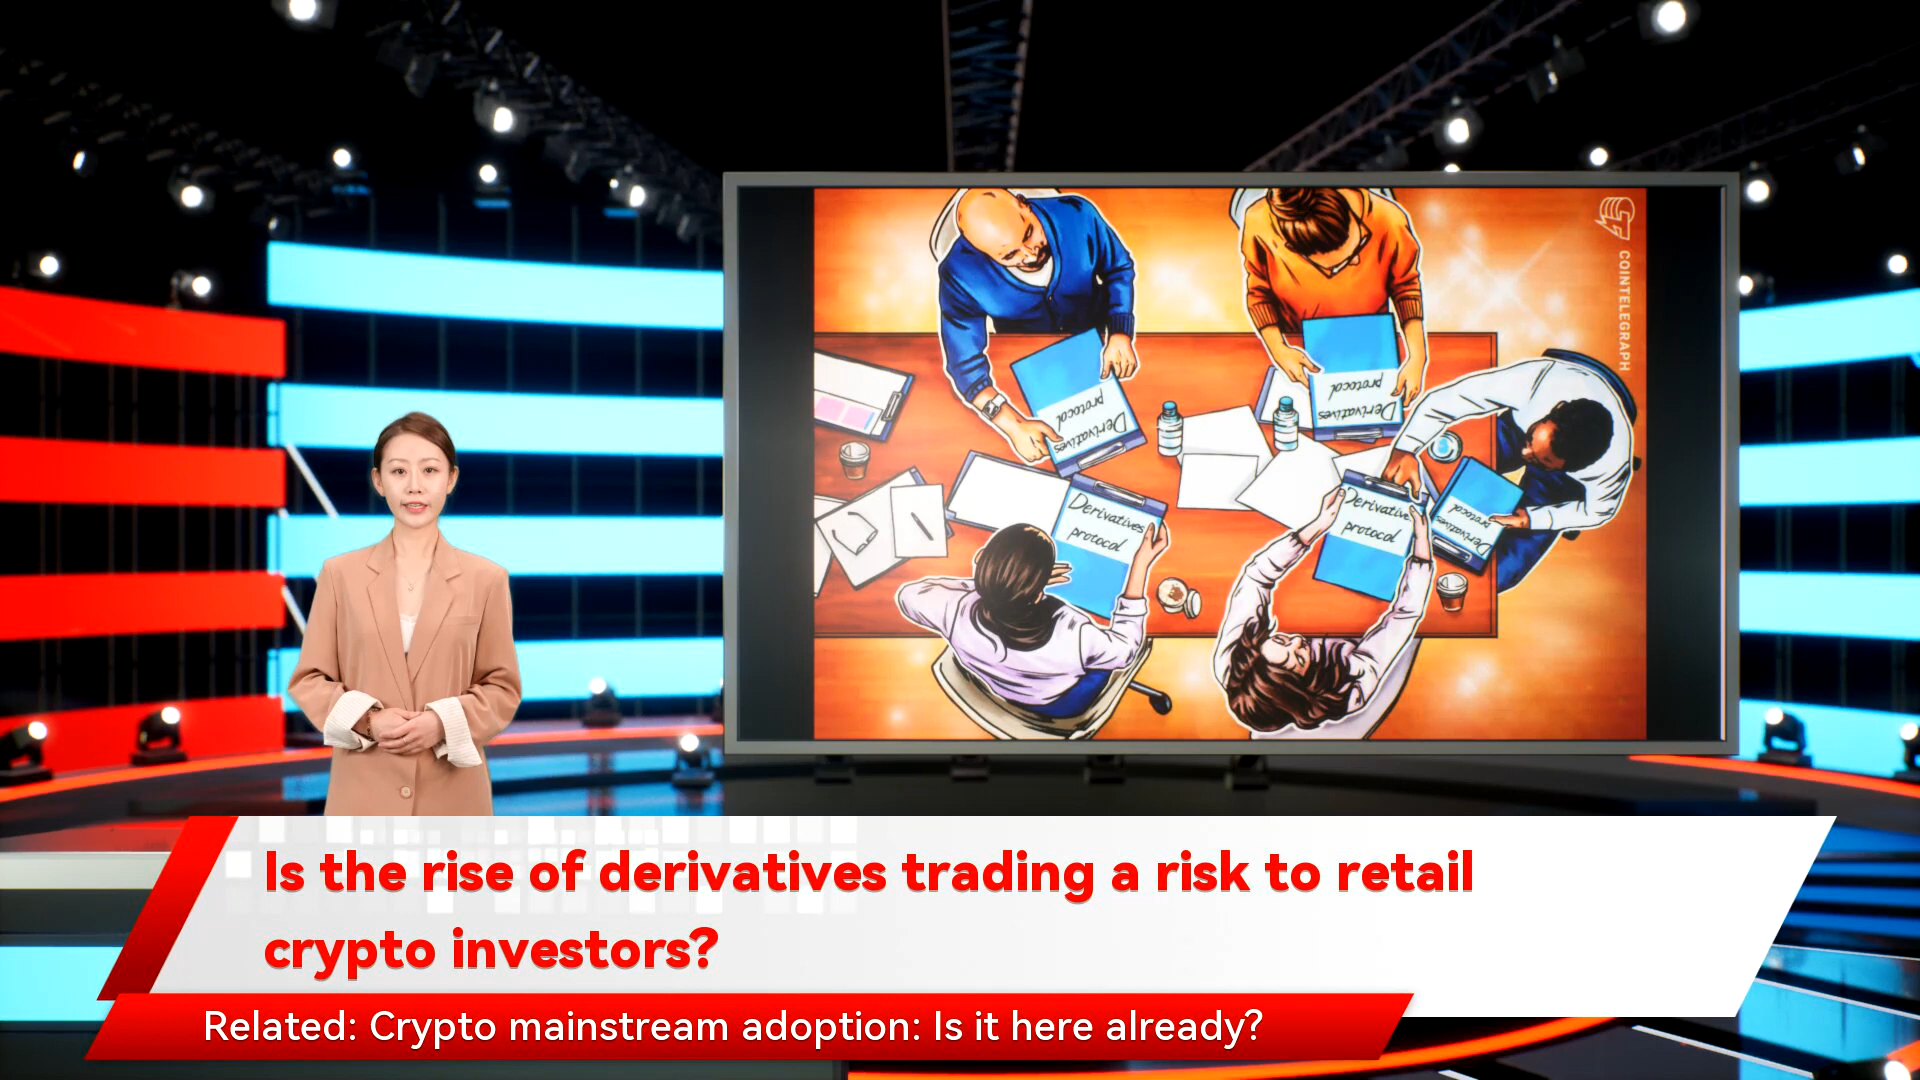 COINTELEGRAPH
Derivatives
protocol
Derivatives
protocol
Derivatives
protocol
Derivative
protocol
Derivatives
protocol
Is the rise of derivatives trading a risk to retail
crypto investors?
Related: Crypto mainstream adoption: Is it here already?